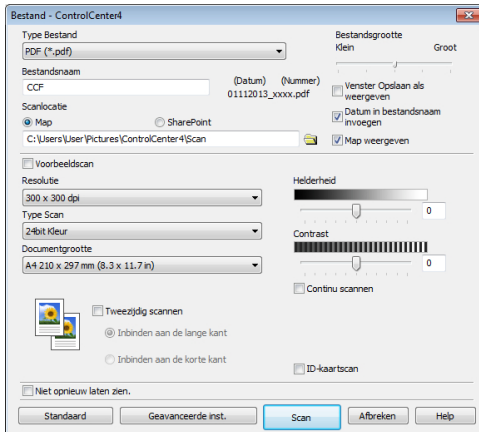 Bestand - ControlCenter4
Type Bestand
PDF (*.pdf)
Bestandsnaam
CCF
(Datum) (Nummer)
01112013_xxxx.pdf
Scanlocatie
Map
SharePoint
C:\Users\User\Pictures\ControlCenter4\Scan
Bestandsgrootte
Klein Groot
Venster Opslaan als
weergeven
Datum in bestandsnaam
invoegen
Map weergeven
Voorbeeldscan
Resolutie
300 x 300 dpi
Type Scan
24bit Kleur
Documentgrootte
A4 210 x 297 mm (8.3 x 11.7 in)
Helderheid
0
Contrast
0
Continu scannen
Tweezijdig scannen
Inbinden aan de lange kant
Inbinden aan de korte kant
ID-kaartscan
Niet opnieuw laten zien.
Standaard Geavanceerde inst. Scan Afbreken Help